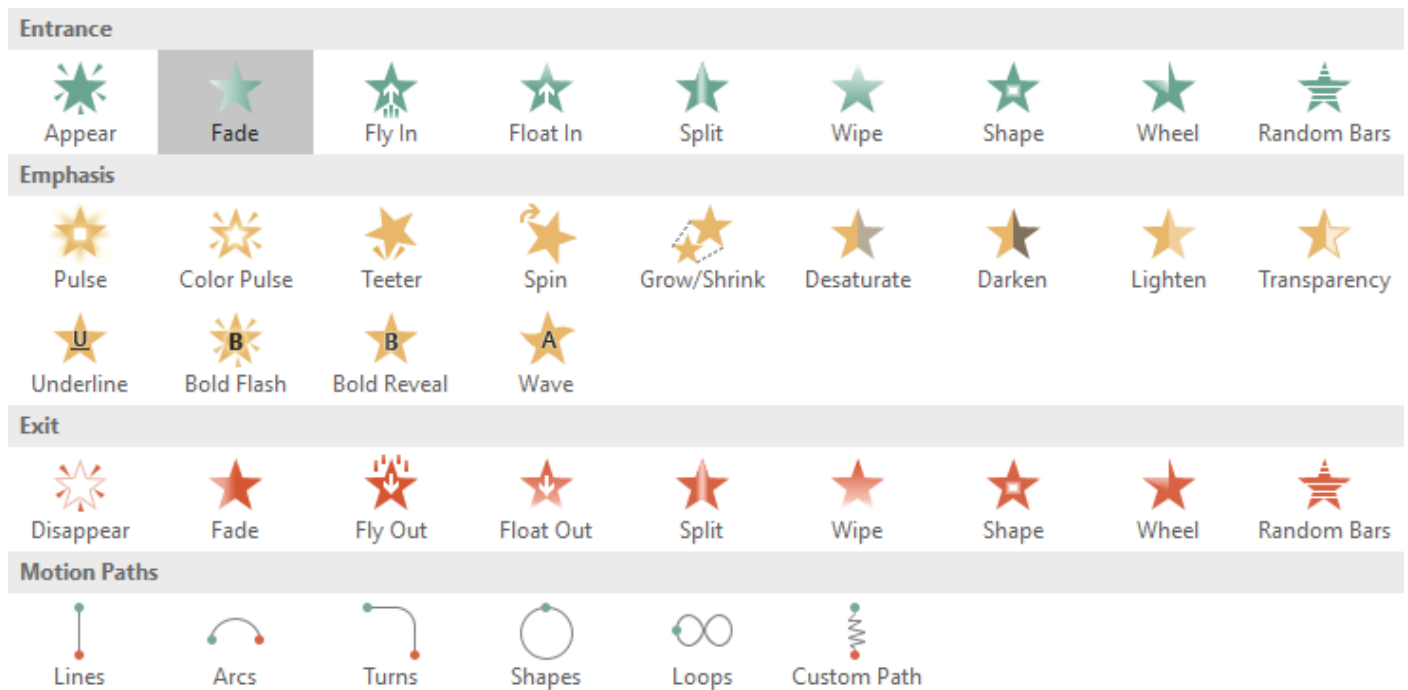 Entrance
Appear Fade Fly In Float In Split Wipe Shape Wheel Random Bars
Emphasis
Pulse Color Pulse Teeter Spin Grow/Shrink Desaturate Darken Lighten Transparency
U B B A
Underline Bold Flash Bold Reveal Wave
Exit
Disappear Fade Fly Out Float Out Split Wipe Shape Wheel Random Bars
Motion Paths
Lines Arcs Turns Shapes Loops Custom Path